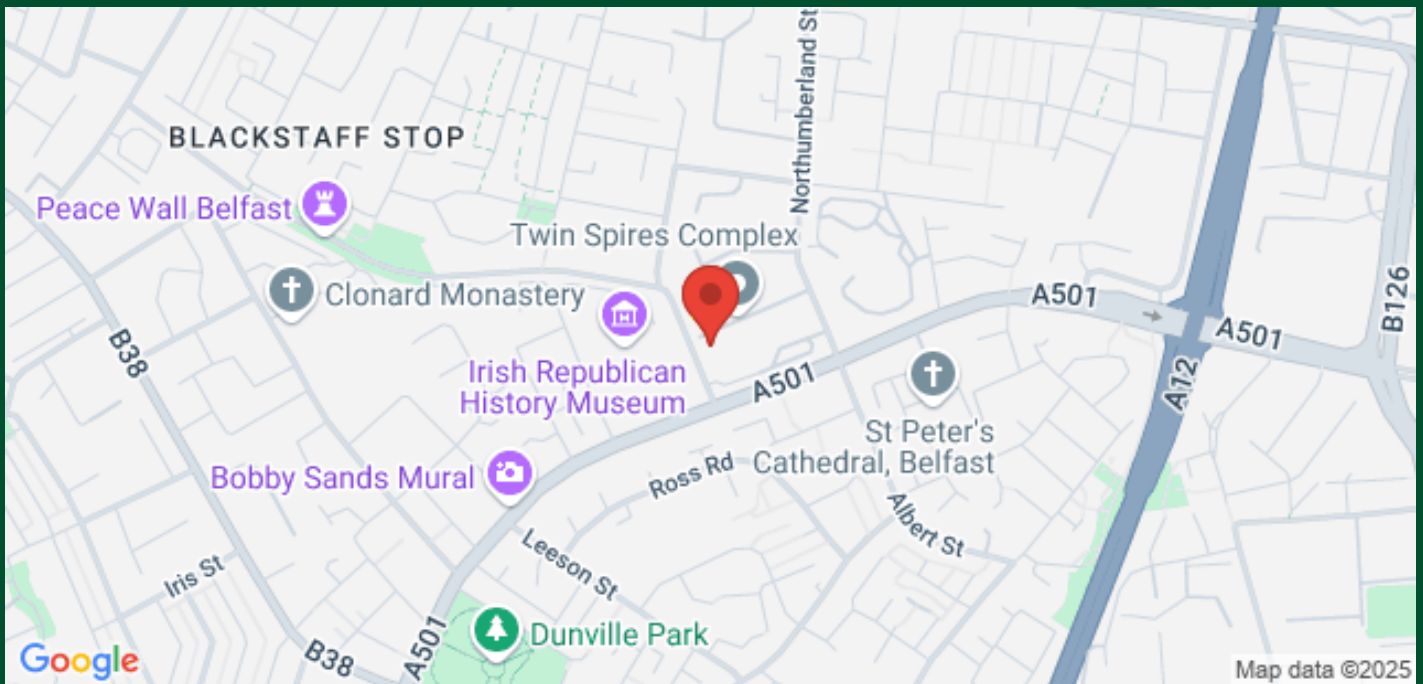 Northumberland St
BLACKSTAFF STOP
Peace Wall Belfast
Twin Spires Complex
Clonard Monastery
A501
A501
B126
B38
Irish Republican
History Museum
A501
A12
St Peter's
Cathedral, Belfast
Bobby Sands Mural
Ross Rd
Albert St
Leeson St
Iris St
Dunville Park
A501
B38
Google
Map data ©2025